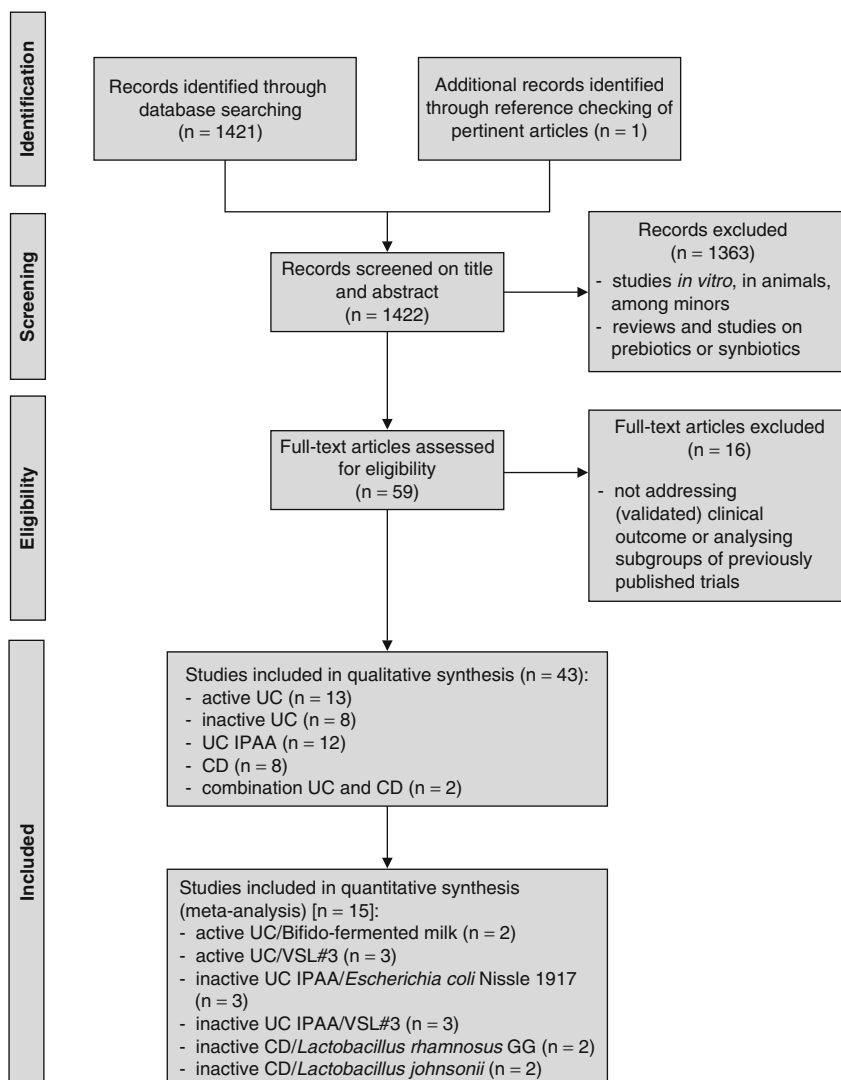 Identification
Records identified through
database searching
(n = 1421)
Additional records identified
through reference checking of
pertinent articles (n = 1)
Screening
Records screened on title
and abstract
(n = 1422)
Records excluded
(n = 1363)
- studies in vitro, in animals,
among minors
- reviews and studies on
prebiotics or synbiotics
Eligibility
Full-text articles assessed
for eligibility
(n = 59)
Full-text articles excluded
(n = 16)
- not addressing
(validated) clinical
outcome or analysing
subgroups of previously
published trials
Included
Studies included in qualitative synthesis (n = 43):
- active UC (n = 13)
- inactive UC (n = 8)
- UC IPAA (n = 12)
- CD (n = 8)
- combination UC and CD (n = 2)
Studies included in quantitative synthesis
(meta-analysis) [n = 15]:
- active UC/Bifido-fermented milk (n = 2)
- active UC/VSL#3 (n = 3)
- inactive UC IPAA/Escherichia coli Nissle 1917
(n = 3)
- inactive UC IPAA/VSL#3 (n = 3)
- inactive CD/Lactobacillus rhamnosus GG (n = 2)
- inactive CD/Lactobacillus johnsonii (n = 2)